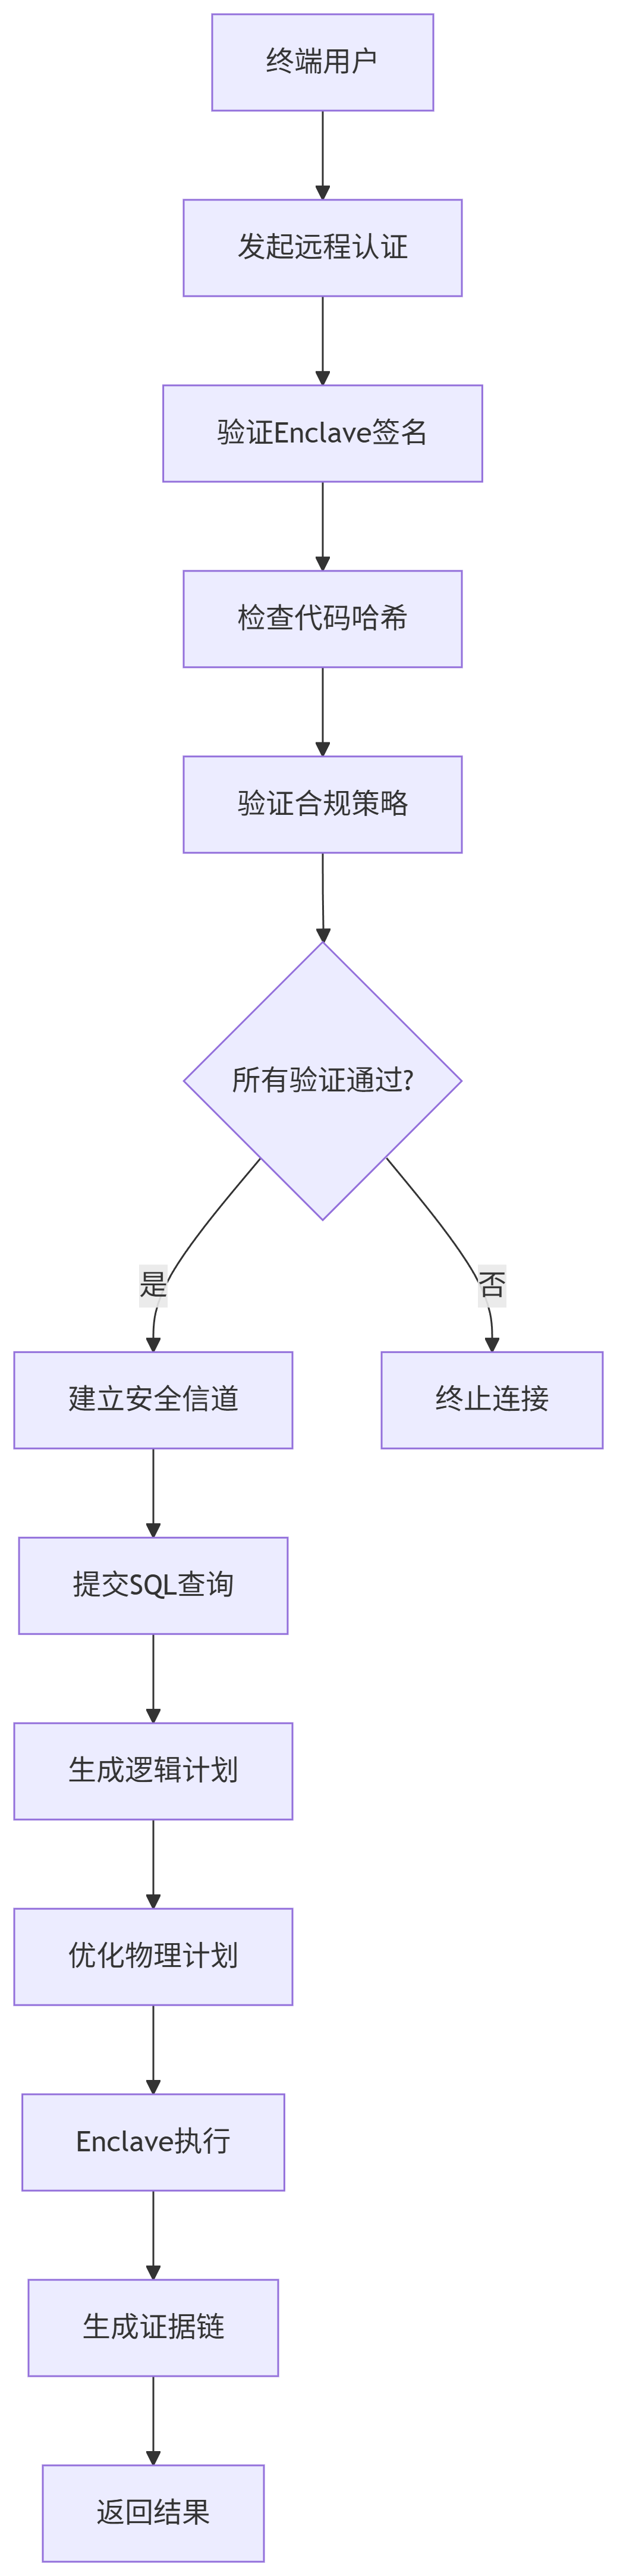 终端用户
发起远程认证
验证Enclave签名
检查代码哈希
验证合规策略
所有验证通过?
是
否
建立安全信道
终止连接
提交SQL查询
生成逻辑计划
优化物理计划
Enclave执行
生成证据链
返回结果